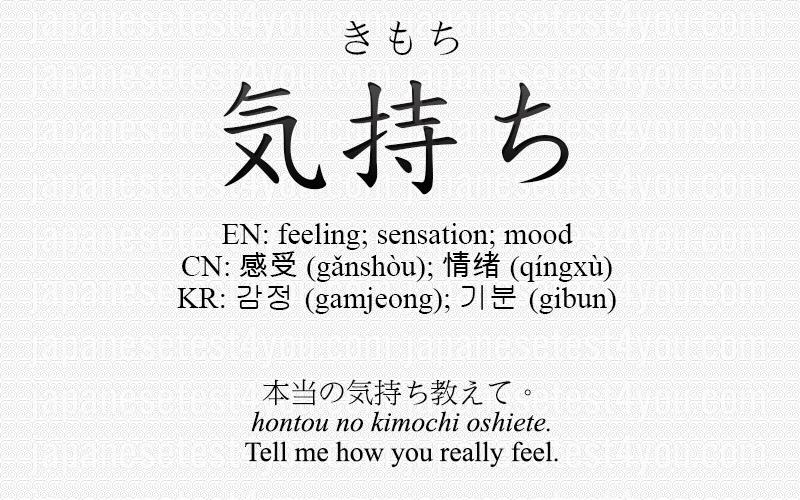 きもち
気持ち
EN: feeling; sensation; mood
CN: 感受 (gǎnshòu); 情绪 (qíngxù)
KR: 감정 (gamjeong); 기분 (gibun)
本当の気持ち教えて。
hontou no kimochi oshiete.
Tell me how you really feel.
japanesetest4you.com